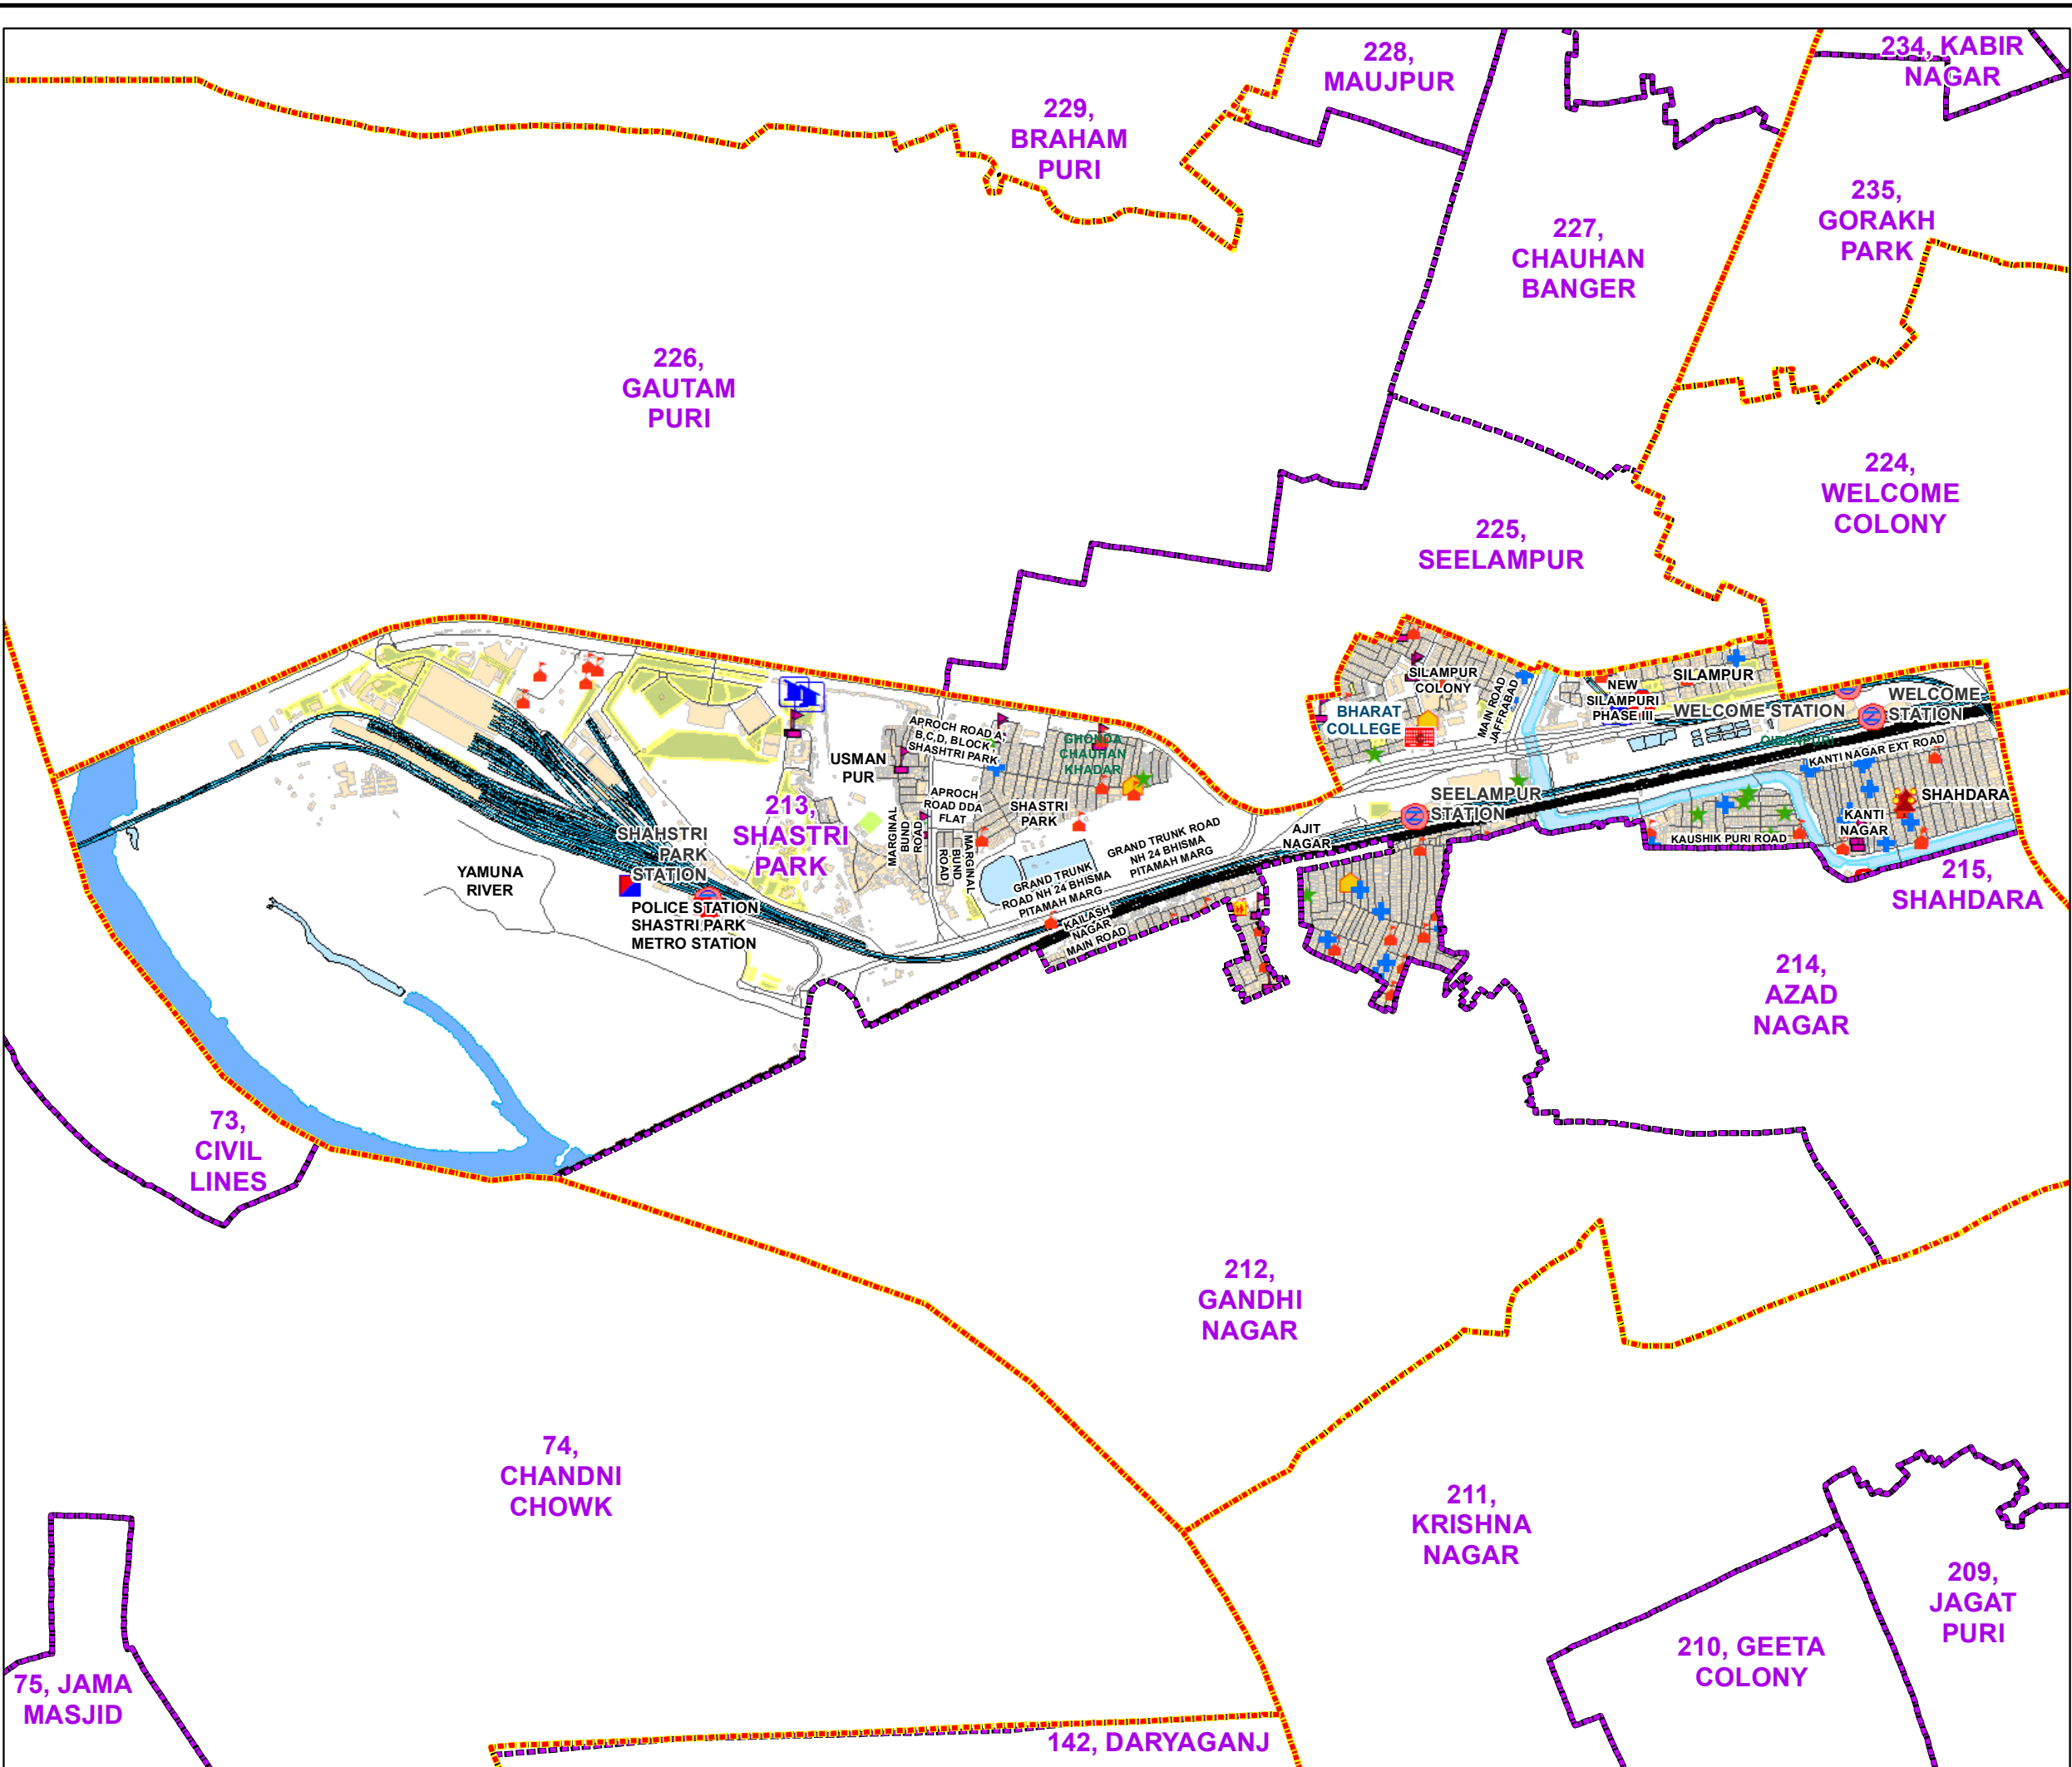 228,
MAUJPUR
234, KABIR
NAGAR
229,
BRAHAM
PURI
235,
GORAKH
PARK
227,
CHAUHAN
BANGER
226,
GAUTAM
PURI
224,
WELCOME
COLONY
225,
SEELAMPUR
SILAMPUR
COLONY
MAIN ROAD
JAFFRABAD
NEW
SILAMPURI
PHASE III
SILAMPUR
BHARAT
COLLEGE
WELCOME STATION
WELCOME
STATION
KANTI NAGAR EXT ROAD
APROCH ROAD A,
B,C,D, BLOCK
SHASHTRI PARK
GHONDA
CHAUHAN
KHADAR
USMAN
PUR
213,
SHASTRI
PARK
APROCH
ROAD DDA
FLAT
SHASTRI
PARK
MARGINAL
BUND
ROAD
MARGINAL
BUND
ROAD
SEELAMPUR
STATION
AJIT
NAGAR
KANTI
NAGAR
SHAHDARA
KAUSHIK PURI ROAD
SHAHSTRI
PARK
STATION
YAMUNA
RIVER
GRAND TRUNK ROAD
NH 24 BHISMA
PITAMAH MARG
GRAND TRUNK
ROAD NH 24 BHISMA
PITAMAH MARG
POLICE STATION
SHASTRI PARK
METRO STATION
KAILASH
NAGAR
MAIN ROAD
215,
SHAHDARA
214,
AZAD
NAGAR
73,
CIVIL
LINES
212,
GANDHI
NAGAR
74,
CHANDNI
CHOWK
211,
KRISHNA
NAGAR
209,
JAGAT
PURI
210, GEETA
COLONY
75, JAMA
MASJID
142, DARYAGANJ